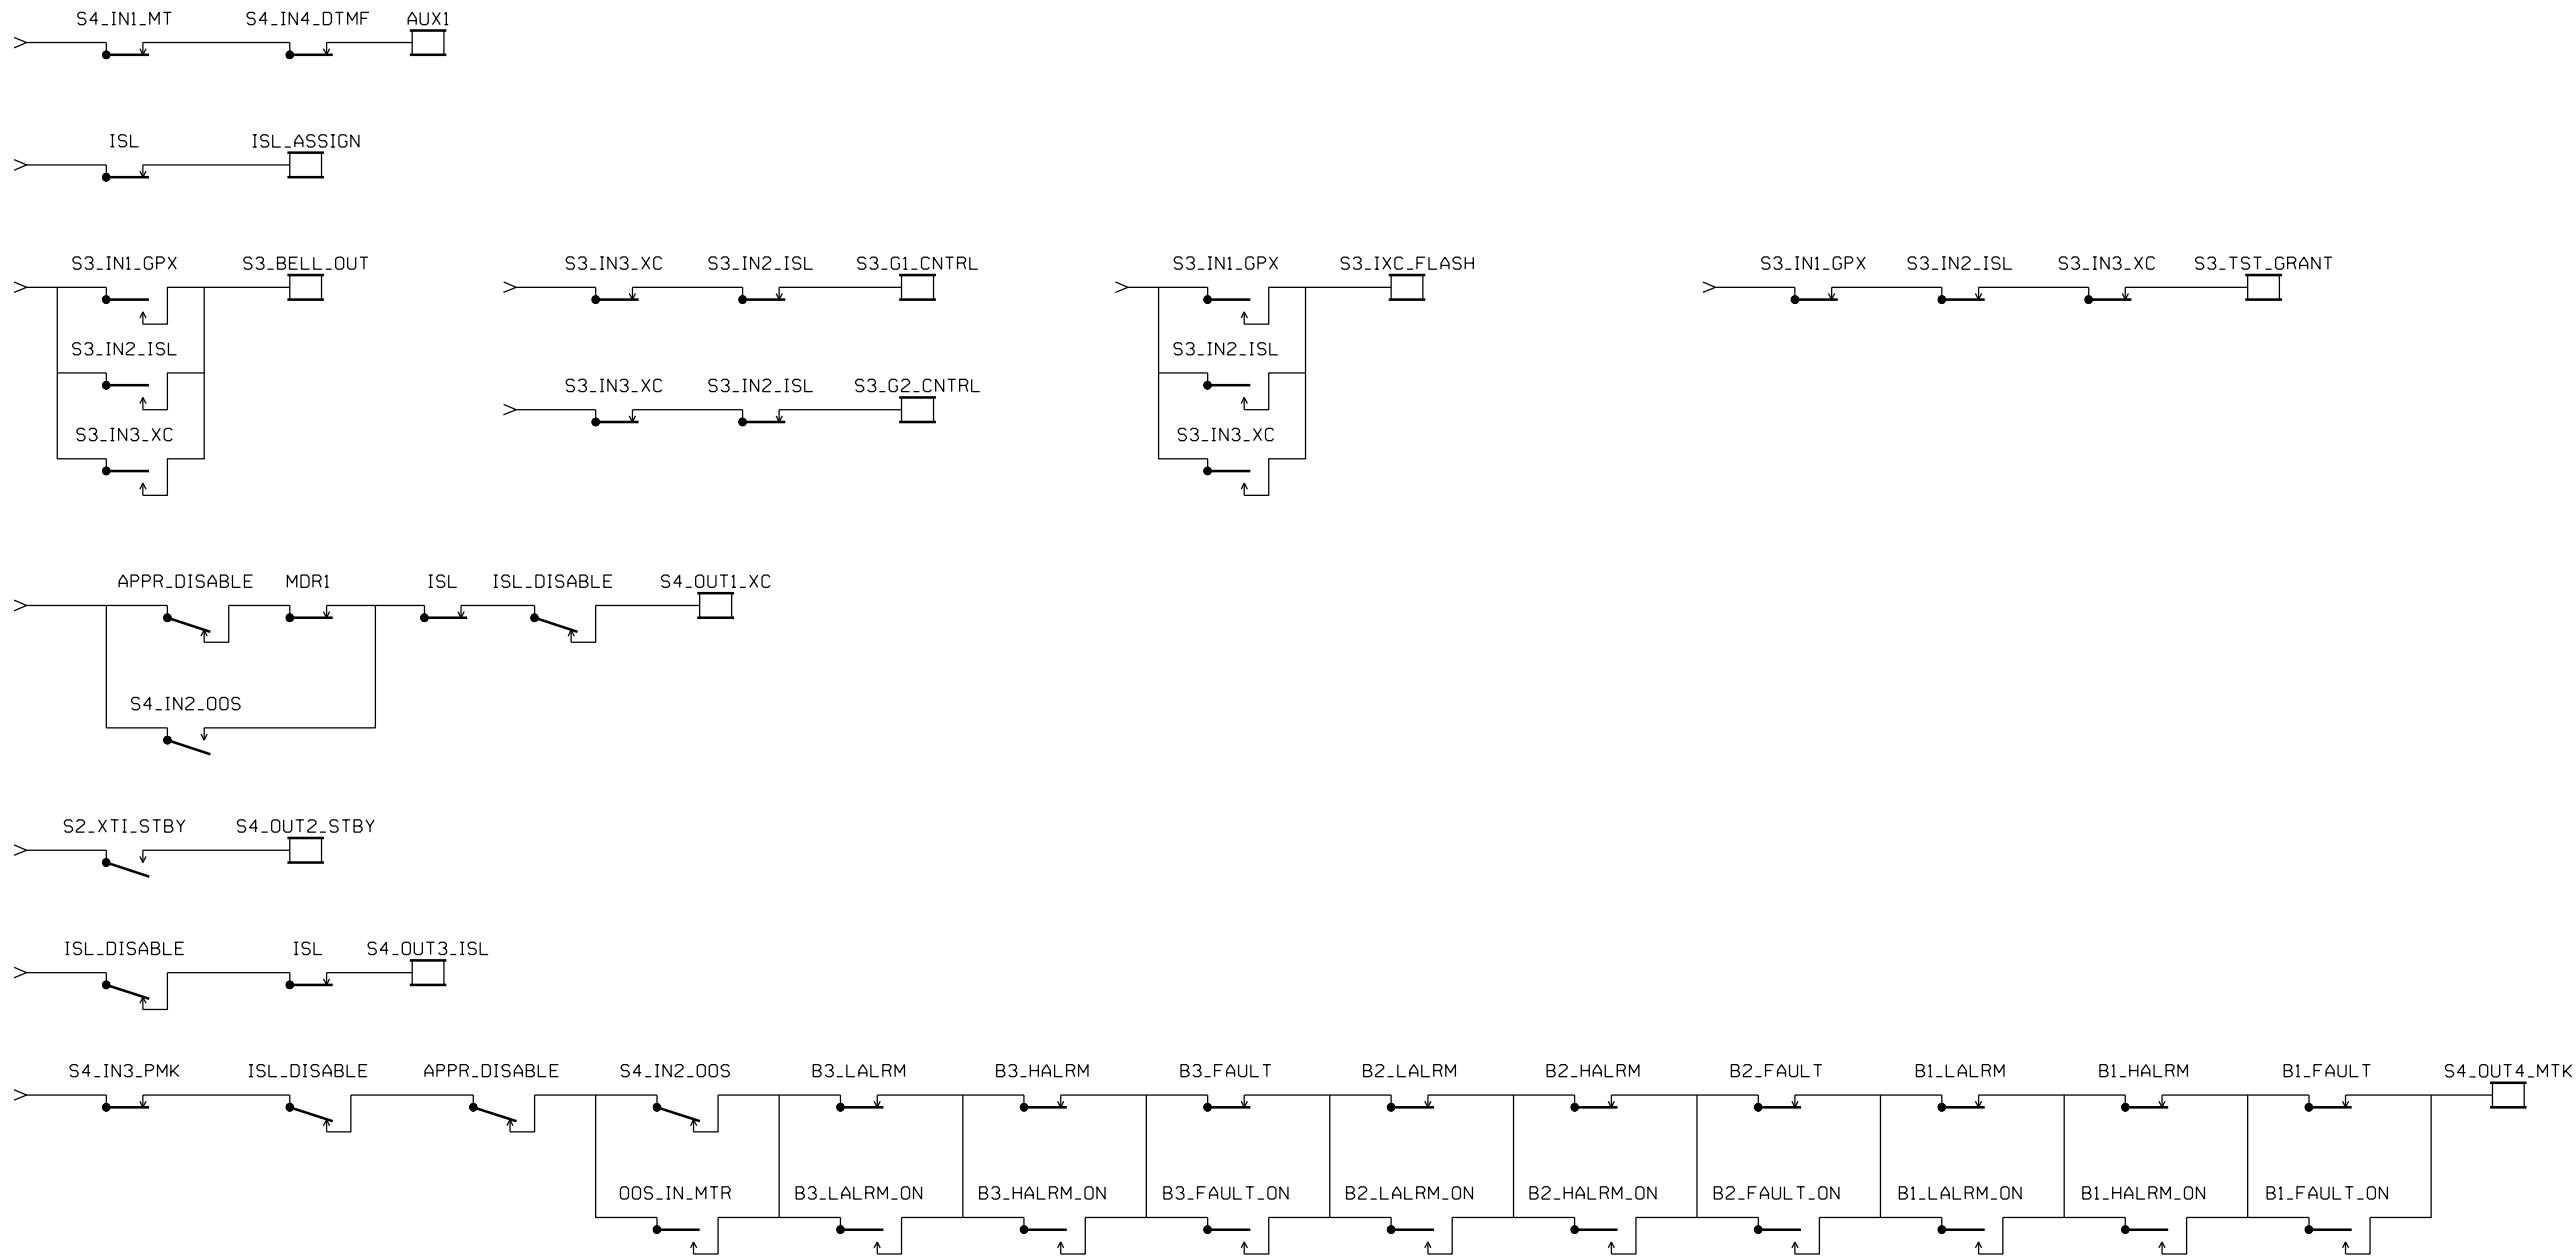 S4_IN1_MT S4_IN4_DTMF AUX1
ISL ISL_ASSIGN
S3_IN1_GPX S3_BELL_OUT S3_IN3_XC S3_IN2_ISL S3_G1_CNTRL S3_IN1_GPX S3_IXC_FLASH S3_IN1_GPX S3_IN2_ISL S3_IN3_XC S3_TST_GRANT
S3_IN2_ISL S3_IN2_ISL
S3_IN3_XC S3_IN2_ISL S3_G2_CNTRL
S3_IN3_XC S3_IN3_XC
APPR_DISABLE MDR1 ISL ISL_DISABLE S4_OUT1_XC
S4_IN2_OOS
S2_XTI_STBY S4_OUT2_STBY
ISL_DISABLE ISL S4_OUT3_ISL
S4_IN3_PMK ISL_DISABLE APPR_DISABLE S4_IN2_OOS B3_LALRM B3_HALRM B3_FAULT B2_LALRM B2_HALRM B2_FAULT B1_LALRM B1_HALRM B1_FAULT S4_OUT4_MTK
OOS_IN_MTR B3_LALRM_ON B3_HALRM_ON B3_FAULT_ON B2_LALRM_ON B2_HALRM_ON B2_FAULT_ON B1_LALRM_ON B1_HALRM_ON B1_FAULT_ON